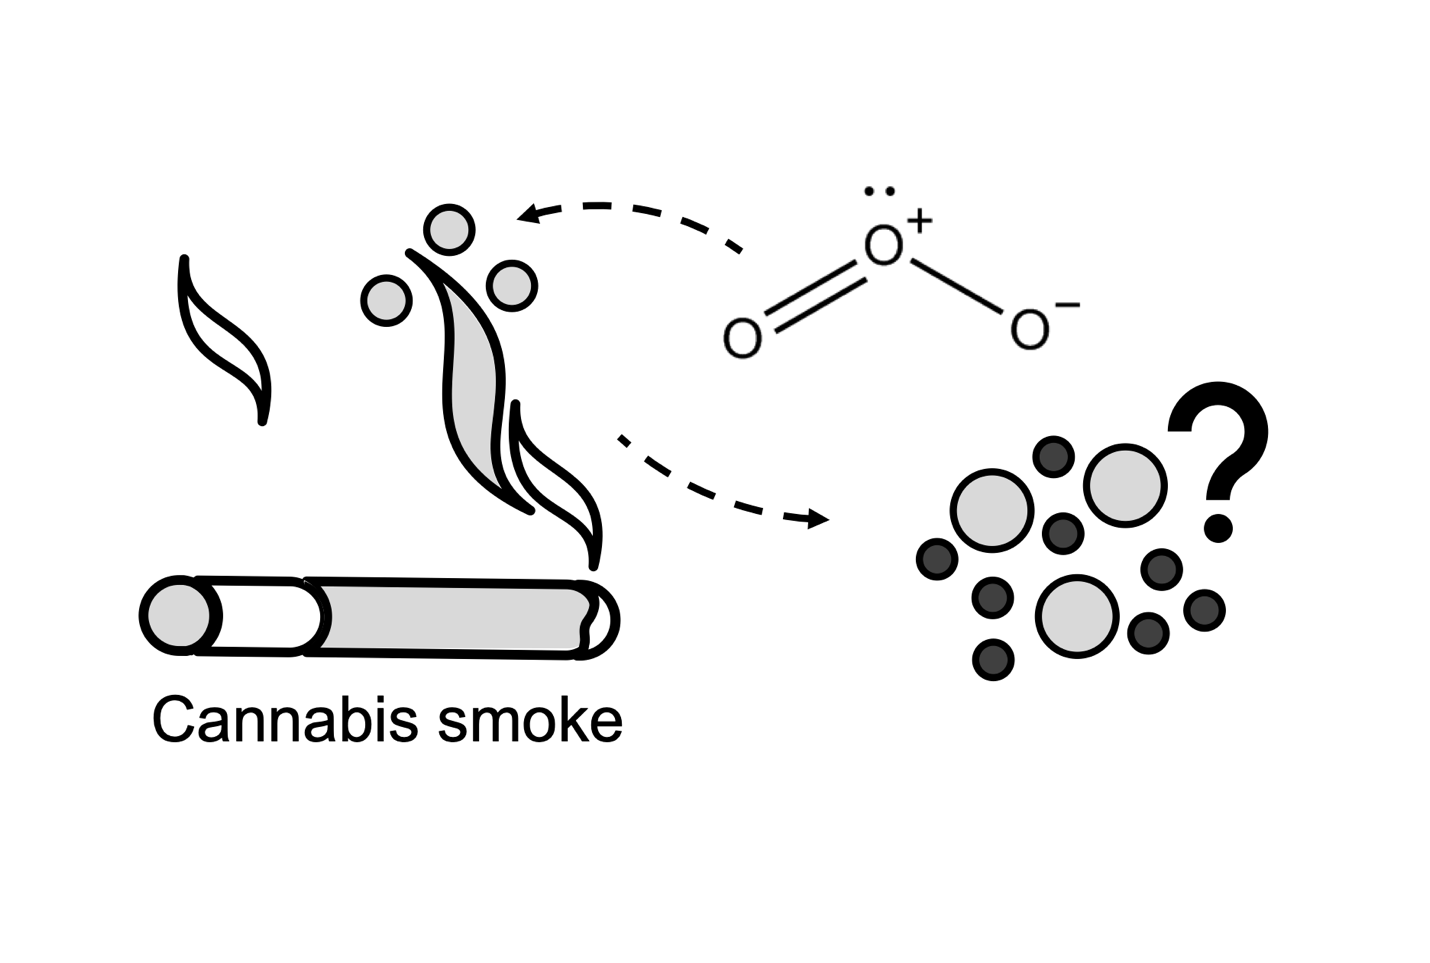 O⁺
O
O⁻
?
Cannabis smoke